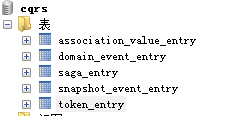 cqrs
表
association_value_entry
domain_event_entry
saga_entry
snapshot_event_entry
token_entry